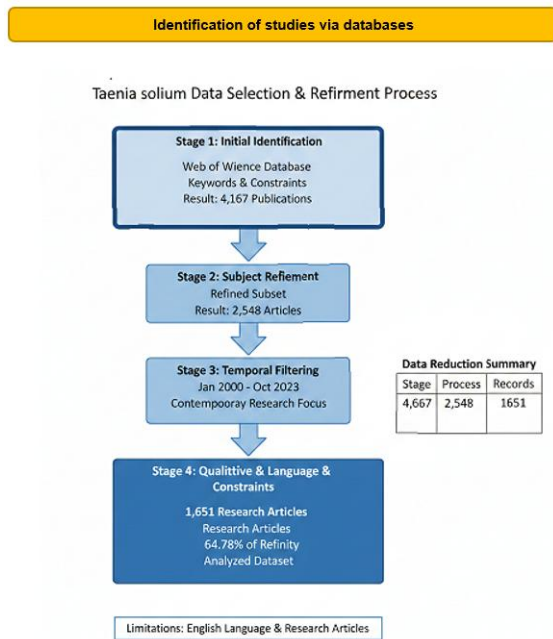 Identification of studies via databases
Taenia solium Data Selection & Refirment Process
Stage 1: Initial Identification
Web of Wience Database
Keywords & Constraints
Result: 4,167 Publications
Stage 2: Subject Refiement
Refined Subset
Result: 2,548 Articles
Stage 3: Temporal Filtering
Jan 2000 - Oct 2023
Contempooray Research Focus
Data Reduction Summary
Stage Process Records
4,667 2,548 1651
Stage 4: Qualittive & Language &
Constraints
1,651 Research Articles
Research Articles
64.78% of Refinity
Analyzed Dataset
Limitations: English Language & Research Articles